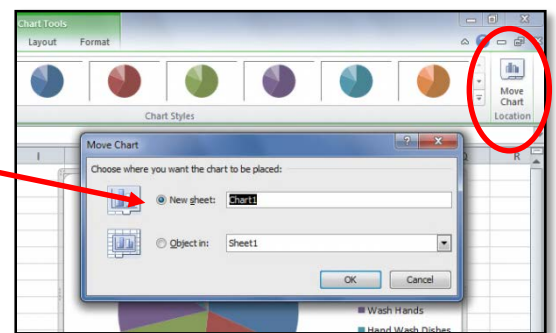 Chart Tools
Layout Format
Chart Styles
Move
Chart
Location
I
R
Move Chart
Choose where you want the chart to be placed:
New sheet: Chart1
Object in: Sheet1
OK Cancel
Wash Hands
Hand Wash Dishes